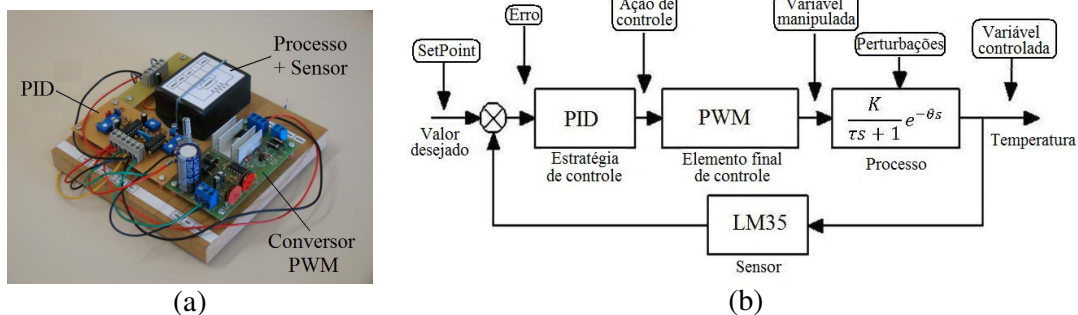 Processo
+ Sensor
PID
Conversor
PWM
(a)
Erro
Ação de
controle
Variável
manipulada
SetPoint
Perturbações
Variável
controlada
Valor
desejado
PID
Estratégia
de controle
PWM
Elemento final
de controle
K
τs + 1
e^{-θs}
Processo
Temperatura
LM35
Sensor
(b)